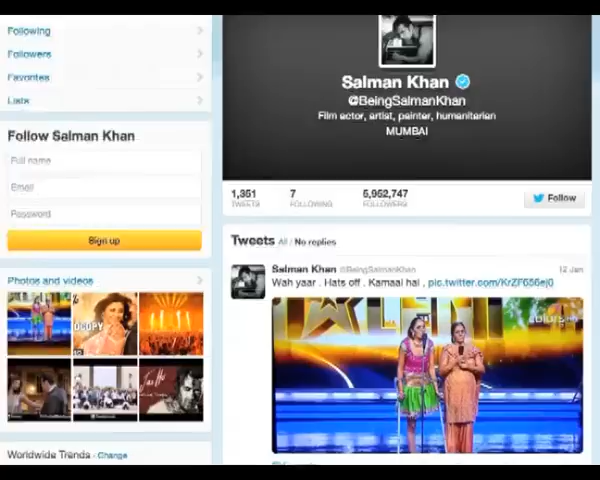 Following
Followers
Favorites
Lists
Follow Salman Khan
Full name
Email
Password
Sign up
Photos and videos
Worldwide Trends · Change
Salman Khan
@BeingSalmanKhan
Film actor, artist, painter, humanitarian
MUMBAI
1,351
TWEETS
7
FOLLOWING
5,952,747
FOLLOWERS
Follow
Tweets All / No replies
Salman Khan @BeingSalmanKhan 12 Jan
Wah yaar . Hats off . Kamaal hai , pic.twitter.com/KrZF656ej0